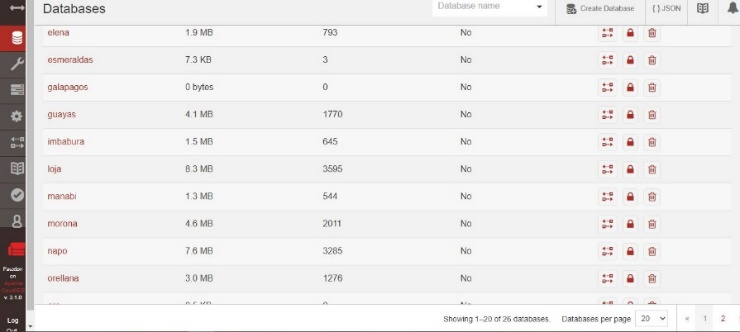 Databases
Database name
Create Database
{ } JSON
elena 1.9 MB 793 No
esmeraldas 7.3 KB 3 No
galapagos 0 bytes 0 No
guayas 4.1 MB 1770 No
imbabura 1.5 MB 645 No
loja 8.3 MB 3595 No
manabi 1.3 MB 544 No
morona 4.6 MB 2011 No
napo 7.6 MB 3285 No
orellana 3.0 MB 1276 No
Fauxton
on
Apache
CouchDB
v. 3.1.0
Log
Out
Showing 1–20 of 26 databases. Databases per page 20 « 1 2